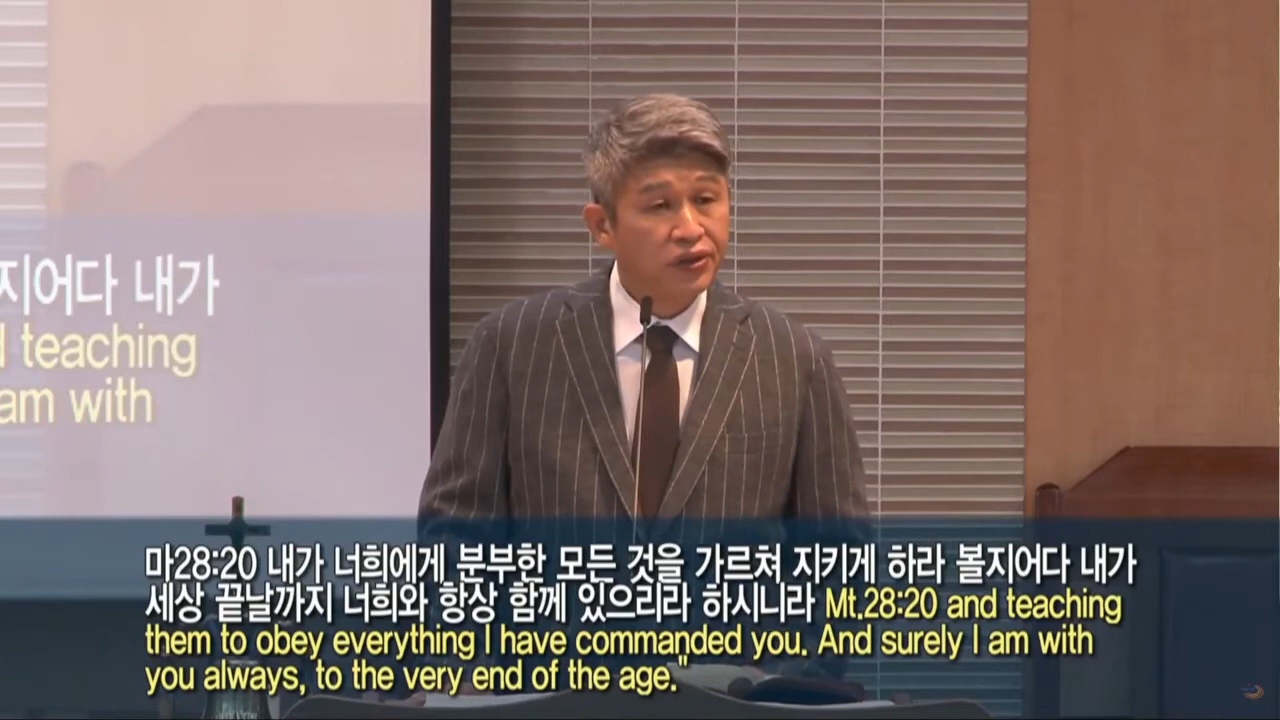 지어다 내가
teaching
am with
마28:20 내가 너희에게 분부한 모든 것을 가르쳐 지키게 하라 볼지어다 내가
세상 끝날까지 너희와 항상 함께 있으리라 하시니라 Mt.28:20 and teaching
them to obey everything I have commanded you. And surely I am with
you always, to the very end of the age."